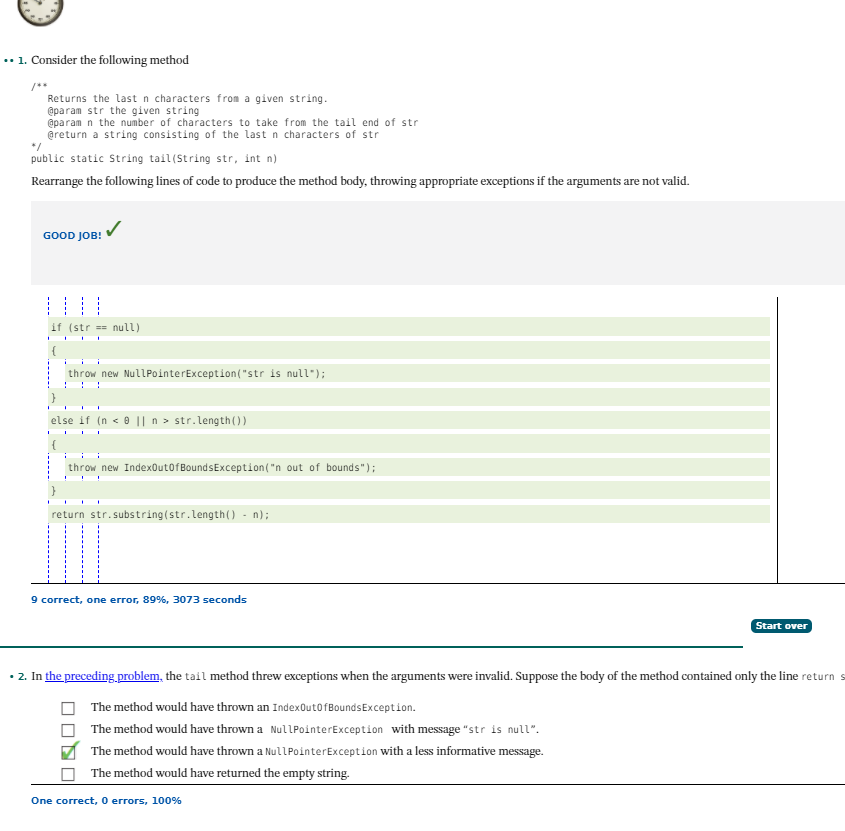 •• 1. Consider the following method
/**
Returns the last n characters from a given string.
@param str the given string
@param n the number of characters to take from the tail end of str
@return a string consisting of the last n characters of str
*/
public static String tail(String str, int n)
Rearrange the following lines of code to produce the method body, throwing appropriate exceptions if the arguments are not valid.
GOOD JOB!
if (str == null)
{
throw new NullPointerException("str is null");
}
else if (n < 0 || n > str.length())
{
throw new IndexOutOfBoundsException("n out of bounds");
}
return str.substring(str.length() - n);
9 correct, one error, 89%, 3073 seconds
Start over
• 2. In the preceding problem, the tail method threw exceptions when the arguments were invalid. Suppose the body of the method contained only the line return s
The method would have thrown an IndexOutOfBoundsException.
The method would have thrown a NullPointerException with message “str is null”.
The method would have thrown a NullPointerException with a less informative message.
The method would have returned the empty string.
One correct, 0 errors, 100%